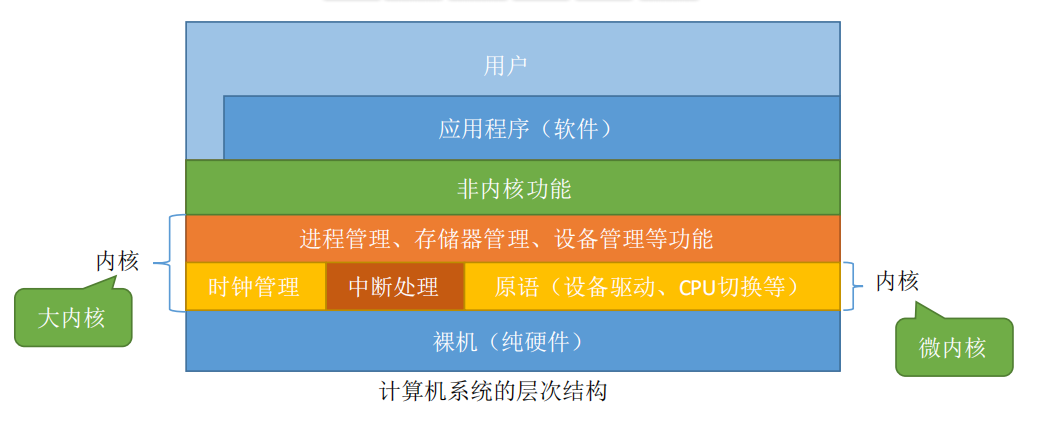 用户
应用程序（软件）
非内核功能
进程管理、存储器管理、设备管理等功能
内核
时钟管理 中断处理 原语（设备驱动、CPU切换等）
内核
大内核
裸机（纯硬件）
微内核
计算机系统的层次结构